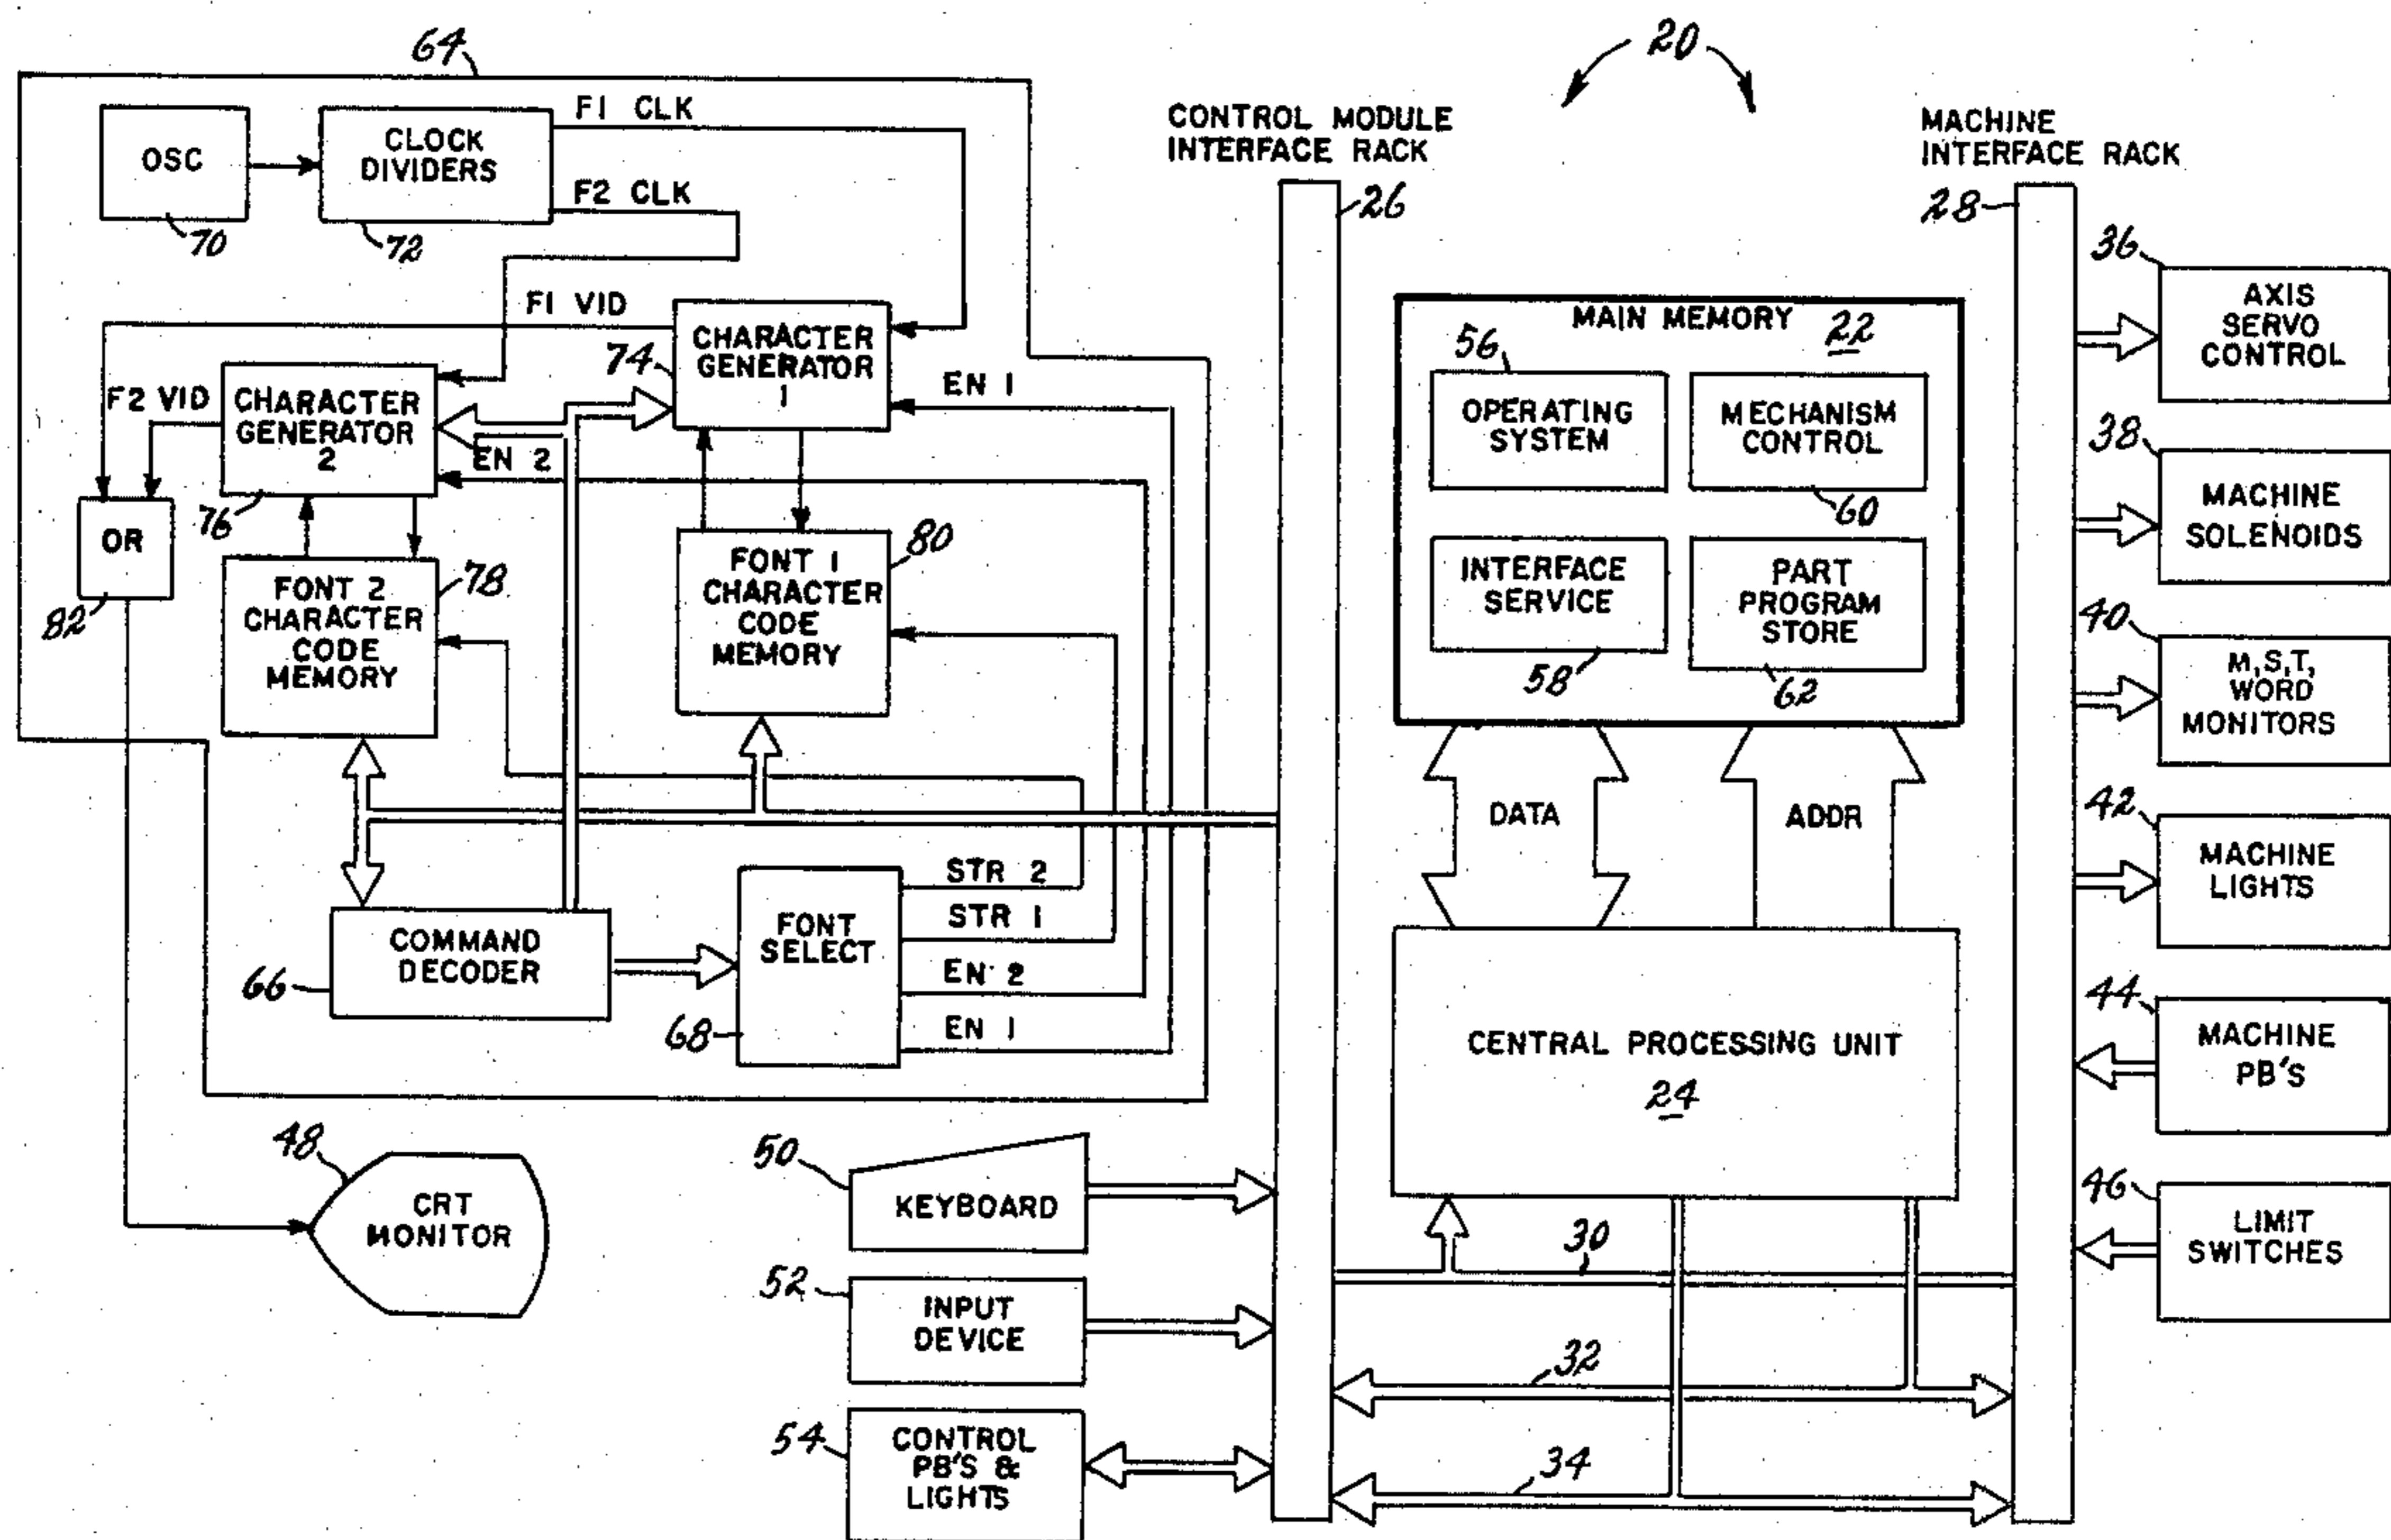 64
20
F1 CLK
OSC
CLOCK
DIVIDERS
F2 CLK
70
72
CONTROL MODULE
INTERFACE RACK
26
MACHINE
INTERFACE RACK
28
F1 VID
CHARACTER
GENERATOR
1
74
EN 1
F2 VID
CHARACTER
GENERATOR
2
EN 2
76
OR
82
FONT 2
CHARACTER
CODE
MEMORY
78
FONT 1
CHARACTER
CODE
MEMORY
80
MAIN MEMORY 22
56
OPERATING
SYSTEM
MECHANISM
CONTROL
60
INTERFACE
SERVICE
58
PART
PROGRAM
STORE
62
36
AXIS
SERVO
CONTROL
38
MACHINE
SOLENOIDS
40
M,S,T,
WORD
MONITORS
42
MACHINE
LIGHTS
44
MACHINE
PB'S
46
LIMIT
SWITCHES
DATA
ADDR
COMMAND
DECODER
66
FONT
SELECT
68
STR 2
STR 1
EN 2
EN 1
CENTRAL PROCESSING UNIT
24
48
CRT
MONITOR
50
KEYBOARD
52
INPUT
DEVICE
54
CONTROL
PB'S &
LIGHTS
30
32
34